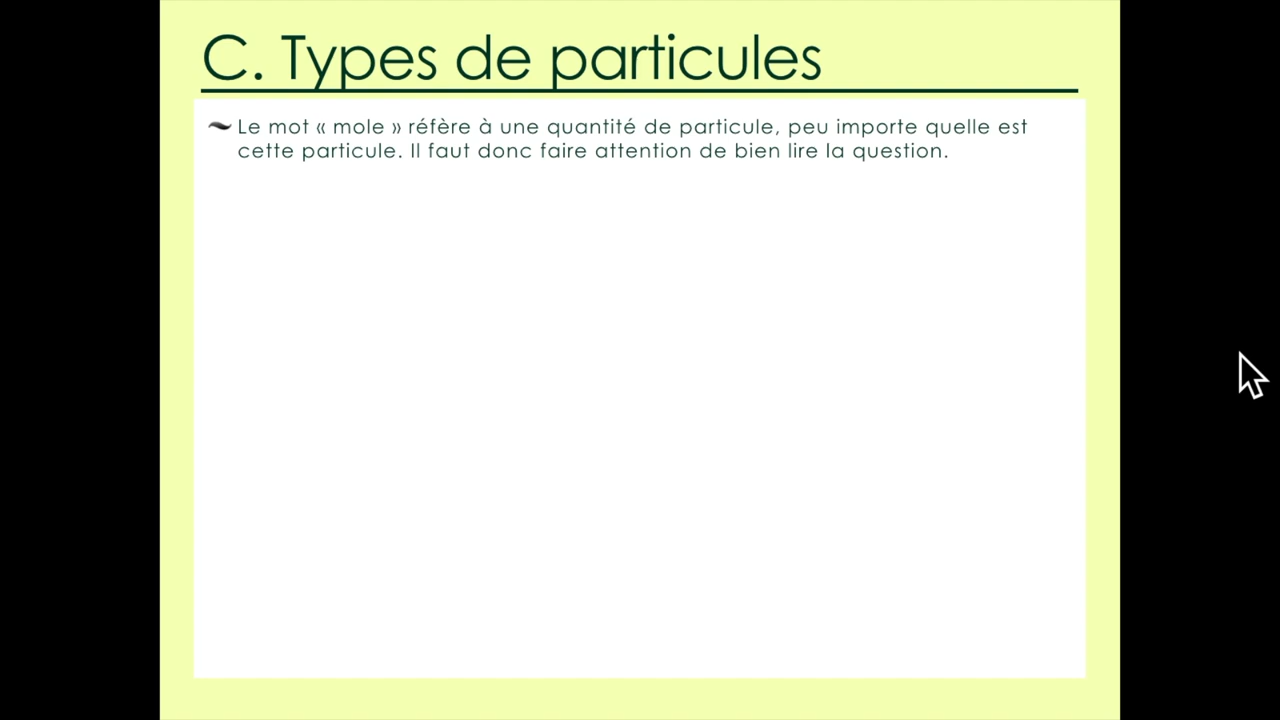 C. Types de particules
Le mot « mole » réfère à une quantité de particule, peu importe quelle est
cette particule. Il faut donc faire attention de bien lire la question.